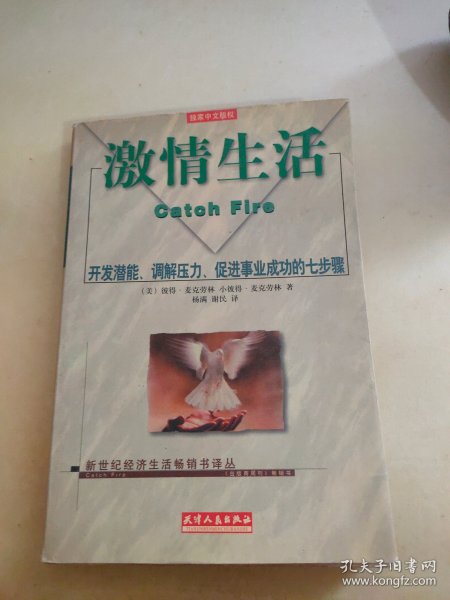 独家中文版权
激情生活
Catch Fire
开发潜能、调解压力、促进事业成功的七步骤
(美) 彼得·麦克劳林 小彼得·麦克劳林 著
杨满 谢民 译
新世纪经济生活畅销书译丛
Catch Fire
天津人民出版社
孔夫子旧书网
www.kongfz.com